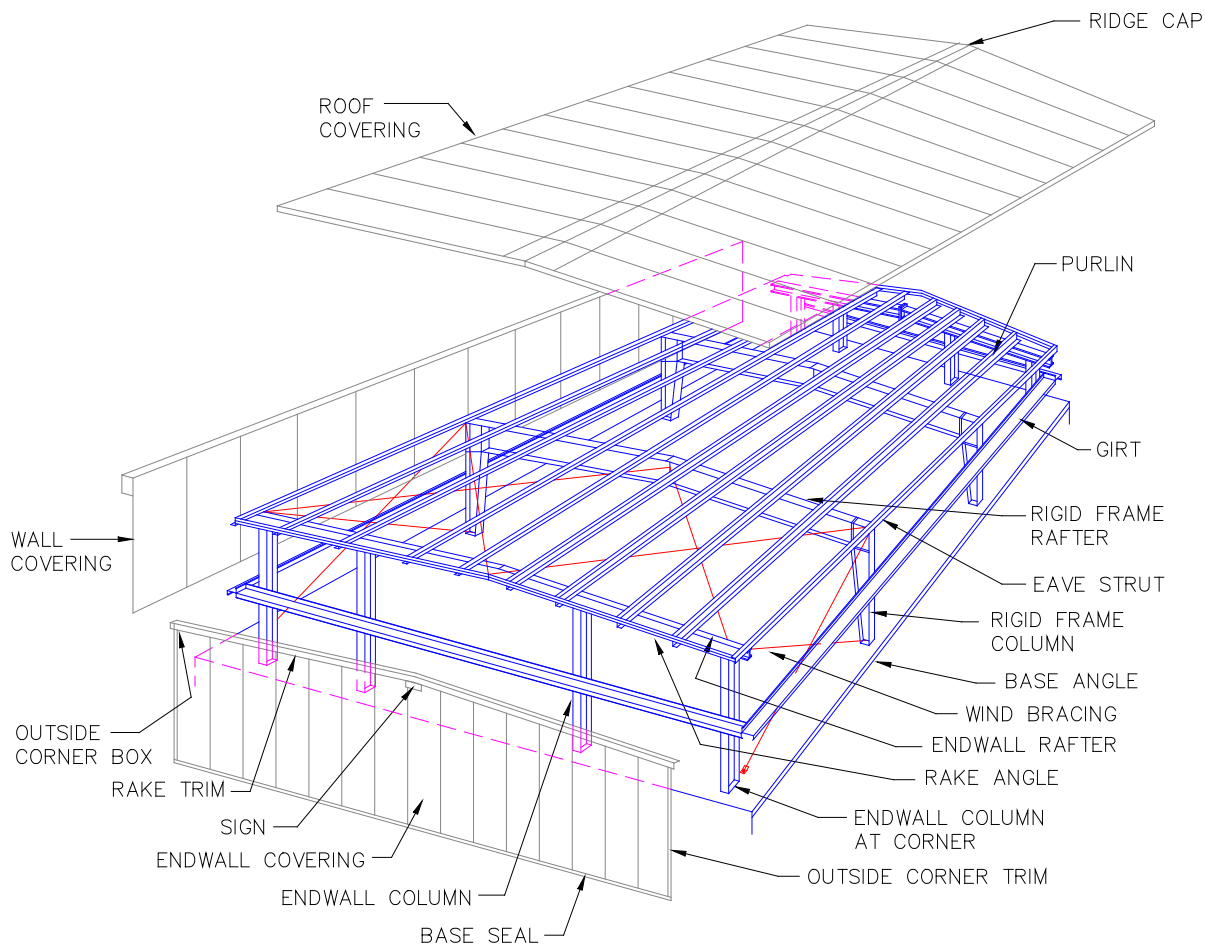 RIDGE CAP
ROOF
COVERING
PURLIN
GIRT
RIGID FRAME
RAFTER
WALL
COVERING
EAVE STRUT
RIGID FRAME
COLUMN
BASE ANGLE
WIND BRACING
OUTSIDE
CORNER BOX
ENDWALL RAFTER
RAKE ANGLE
RAKE TRIM
ENDWALL COLUMN
AT CORNER
SIGN
ENDWALL COVERING
OUTSIDE CORNER TRIM
ENDWALL COLUMN
BASE SEAL